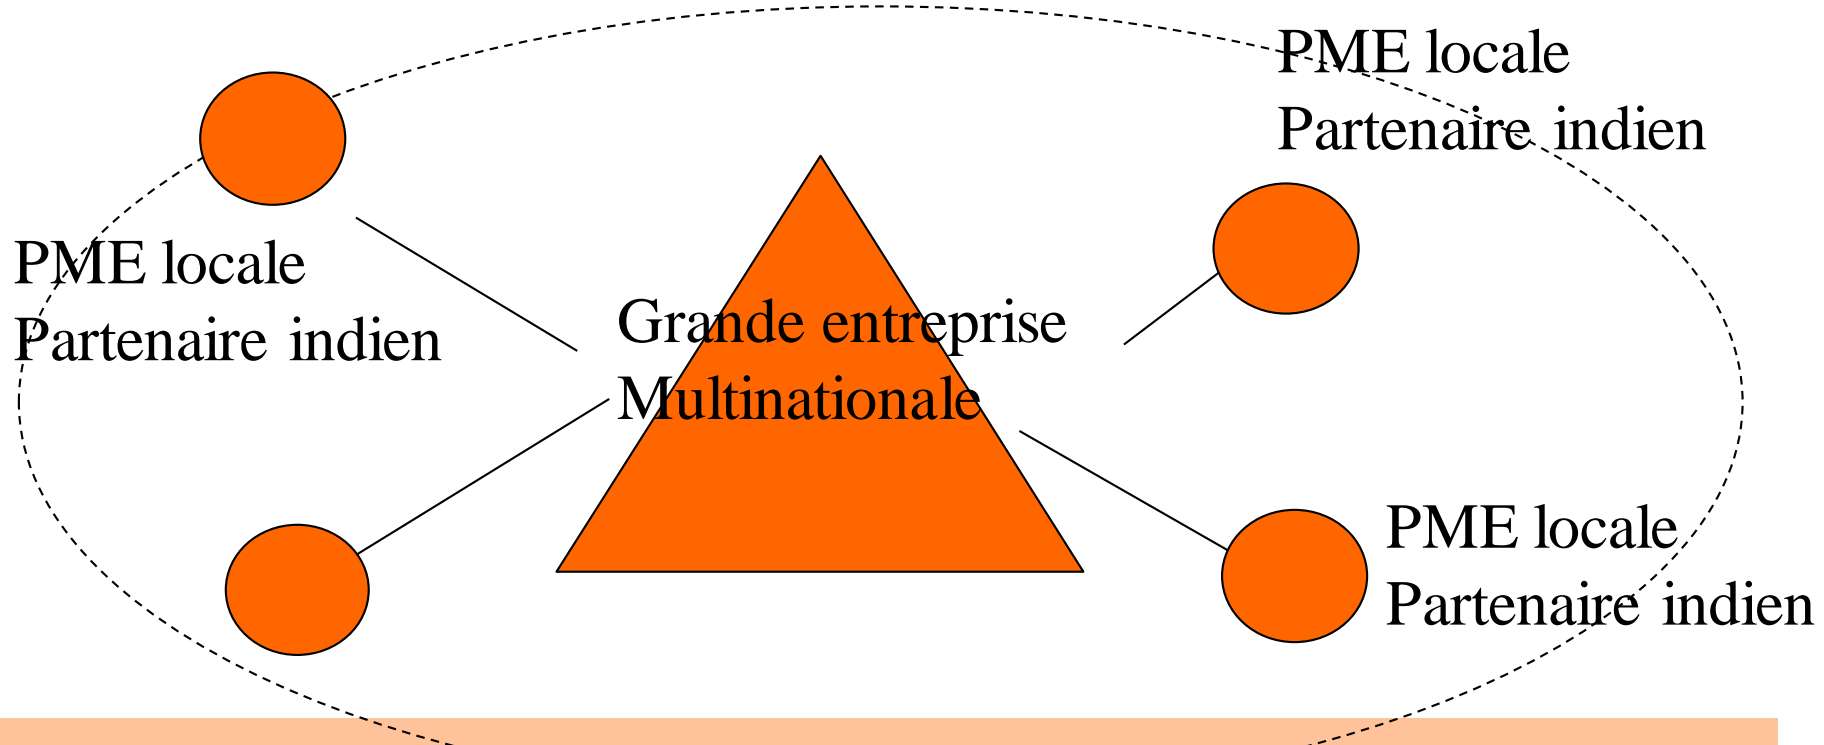 PME locale
Partenaire indien
PME locale
Partenaire indien
Grande entreprise
Multinationale
PME locale
Partenaire indien